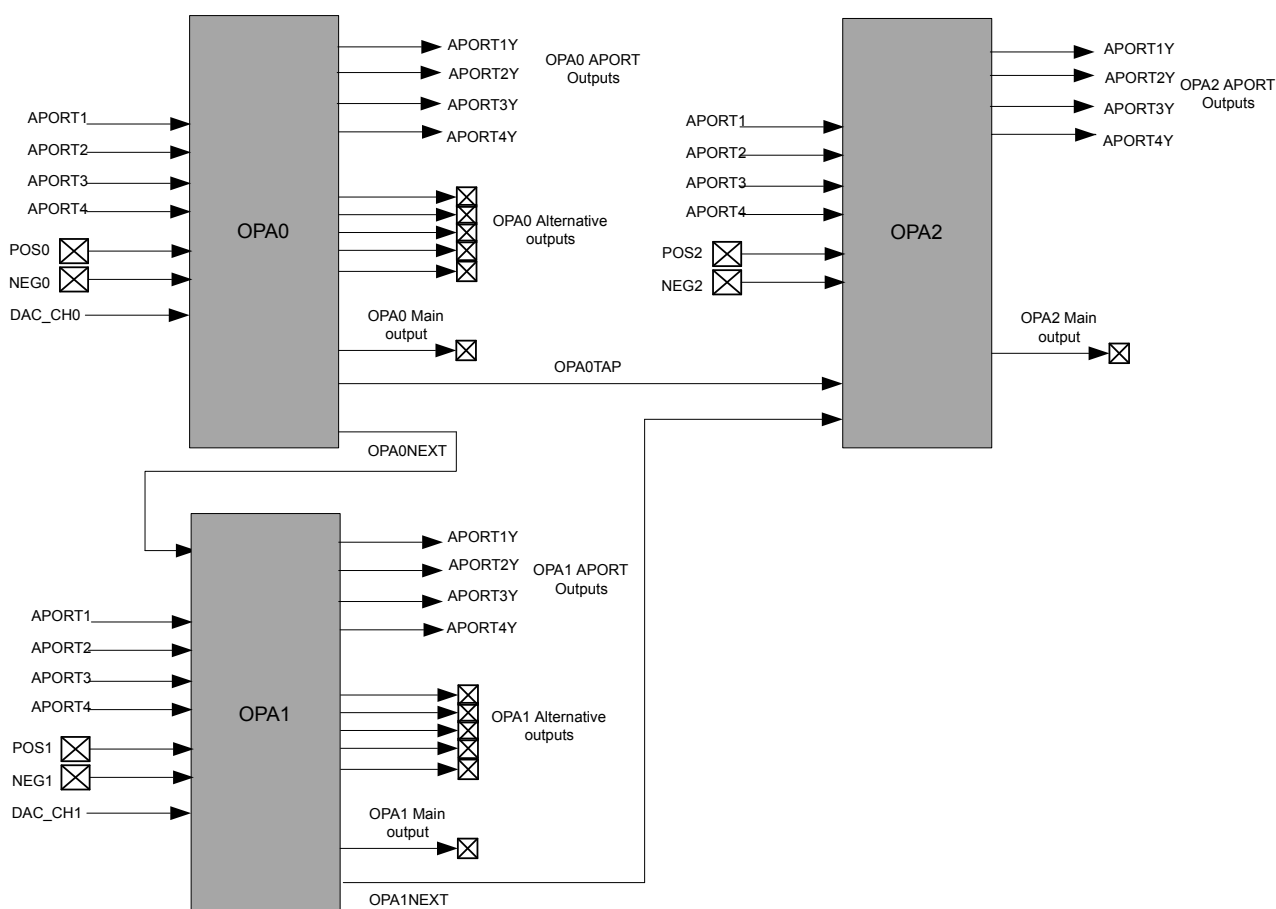 APORT1
APORT2
APORT3
APORT4
POS0
NEG0
DAC_CH0
OPA0
APORT1Y
APORT2Y
APORT3Y
APORT4Y
OPA0 APORT
Outputs
OPA0 Alternative
outputs
OPA0 Main
output
OPA0TAP
OPA0NEXT
APORT1
APORT2
APORT3
APORT4
POS2
NEG2
OPA2
APORT1Y
APORT2Y
APORT3Y
APORT4Y
OPA2 APORT
Outputs
OPA2 Main
output
APORT1
APORT2
APORT3
APORT4
POS1
NEG1
DAC_CH1
OPA1
APORT1Y
APORT2Y
APORT3Y
APORT4Y
OPA1 APORT
Outputs
OPA1 Alternative
outputs
OPA1 Main
output
OPA1NEXT